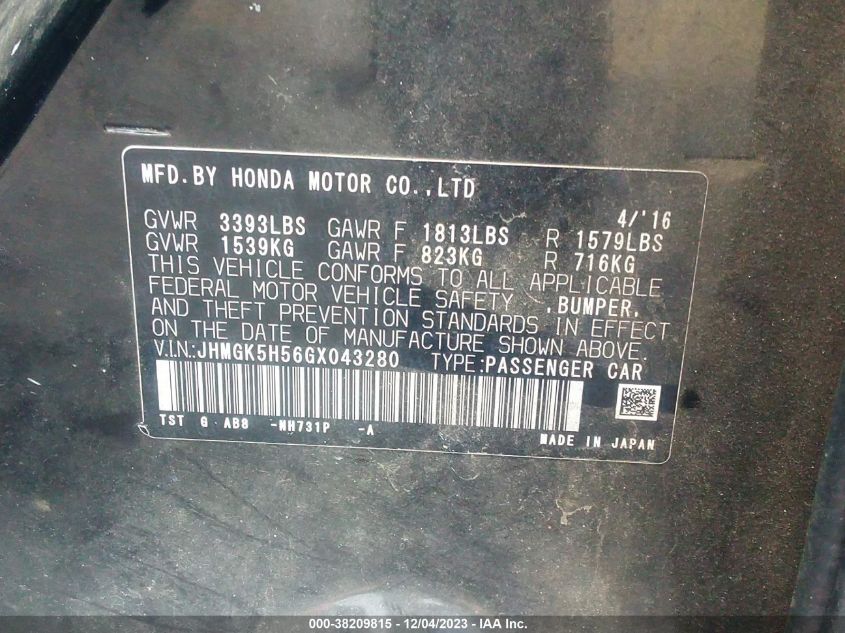 MFD.BY HONDA MOTOR CO.,LTD
4/'16
GVWR 3393LBS GAWR F 1813LBS R 1579LBS
GVWR 1539KG GAWR F 823KG R 716KG
THIS VEHICLE CONFORMS TO ALL APPLICABLE
FEDERAL MOTOR VEHICLE SAFETY ,BUMPER,
AND THEFT PREVENTION STANDARDS IN EFFECT
ON THE DATE OF MANUFACTURE SHOWN ABOVE.
V.I.N.:JHMGK5H56GX043280 TYPE:PASSENGER CAR
TST G AB8 -NH731P -A
MADE IN JAPAN
000-38209815 - 12/04/2023 - IAA Inc.